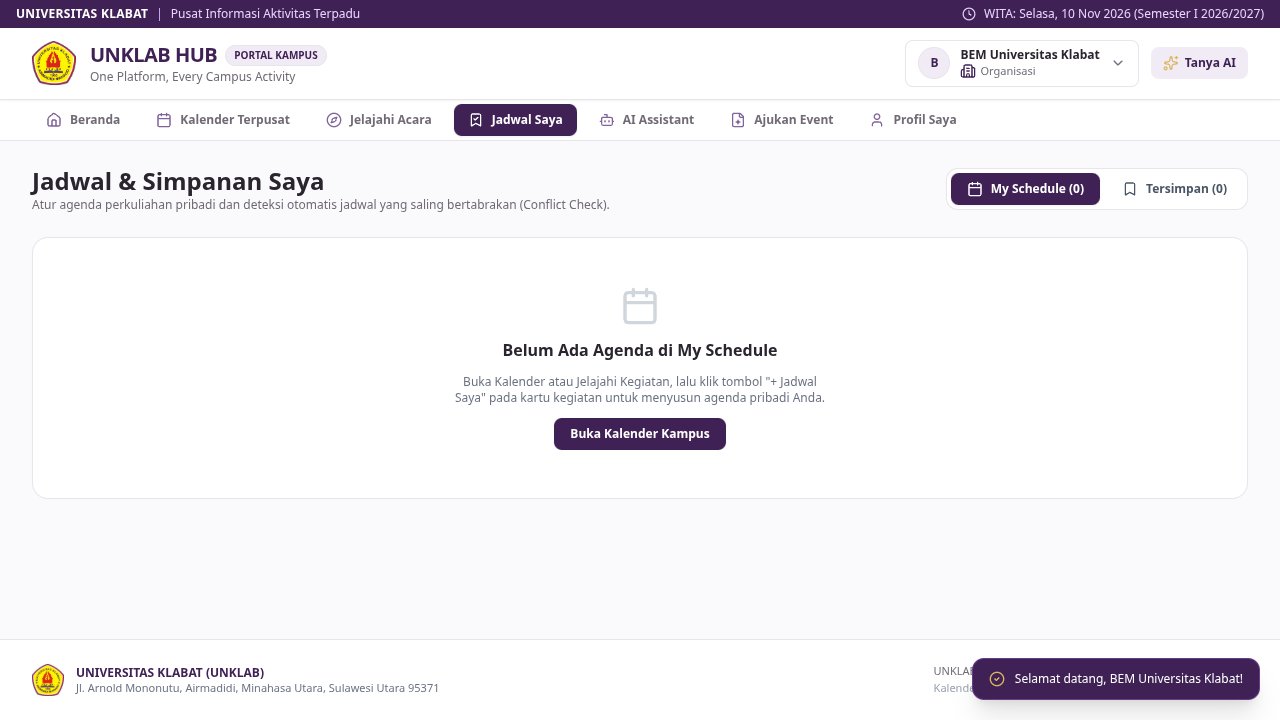 UNIVERSITAS KLABAT | Pusat Informasi Aktivitas Terpadu
WITA: Selasa, 10 Nov 2026 (Semester I 2026/2027)
UNKLAB HUB PORTAL KAMPUS
One Platform, Every Campus Activity
B
BEM Universitas Klabat
Organisasi
Tanya AI
Beranda
Kalender Terpusat
Jelajahi Acara
Jadwal Saya
AI Assistant
Ajukan Event
Profil Saya
Jadwal & Simpanan Saya
Atur agenda perkuliahan pribadi dan deteksi otomatis jadwal yang saling bertabrakan (Conflict Check).
My Schedule (0)
Tersimpan (0)
Belum Ada Agenda di My Schedule
Buka Kalender atau Jelajahi Kegiatan, lalu klik tombol "+ Jadwal
Saya" pada kartu kegiatan untuk menyusun agenda pribadi Anda.
Buka Kalender Kampus
UNIVERSITAS KLABAT (UNKLAB)
Jl. Arnold Mononutu, Airmadidi, Minahasa Utara, Sulawesi Utara 95371
Selamat datang, BEM Universitas Klabat!